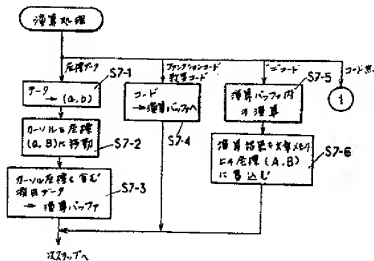 演算処理
座標データ
ファンクションコード
数字コード
"="コード
コード無
データ
→(a,b)
S7-1
カーソルを座標
(a,B)に移動
S7-2
カーソル座標を含む
項目データ
→演算バッファ
S7-3
コード
→演算バッファへ
S7-4
演算バッファ内
の演算
S7-5
演算結果を文章メモリ
上の座標(A,B)
に書込む
S7-6
1
次ステップへ